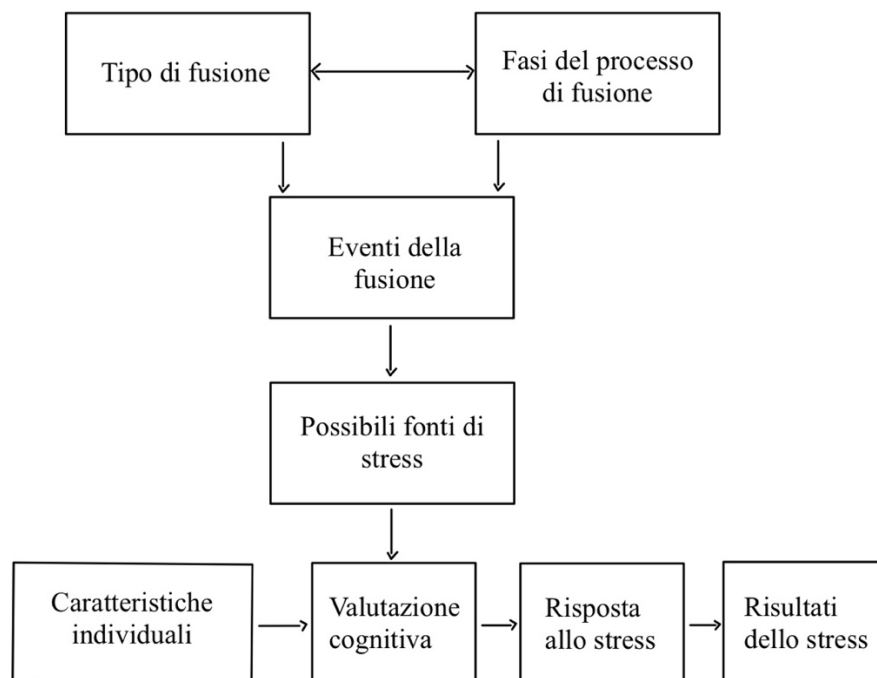 Tipo di fusione
Fasi del processo
di fusione
Eventi della
fusione
Possibili fonti di
stress
Caratteristiche
individuali
Valutazione
cognitiva
Risposta
allo stress
Risultati
dello stress